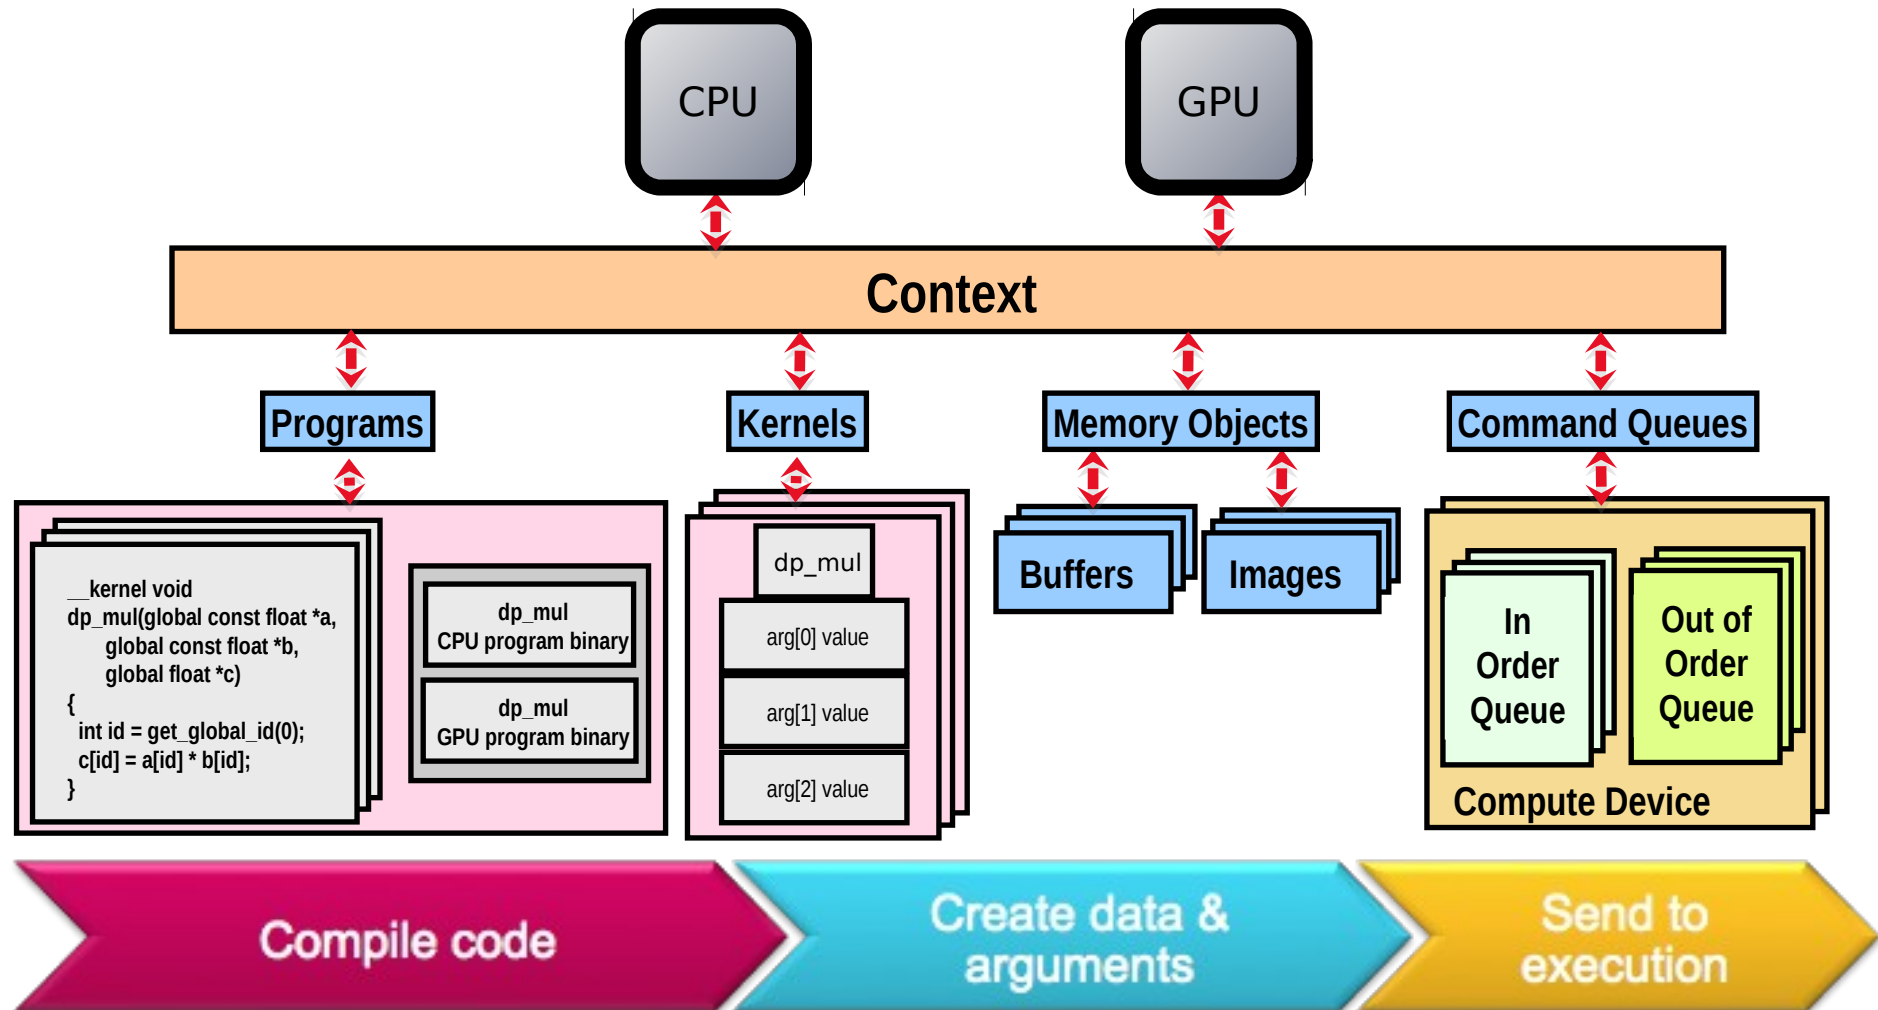 CPU
GPU
Context
Programs
Kernels
Memory Objects
Command Queues
__kernel void
dp_mul(global const float *a,
global const float *b,
global float *c)
{
int id = get_global_id(0);
c[id] = a[id] * b[id];
}
dp_mul
CPU program binary
dp_mul
GPU program binary
dp_mul
arg[0] value
arg[1] value
arg[2] value
Buffers
Images
In
Order
Queue
Out of
Order
Queue
Compute Device
Compile code
Create data &
arguments
Send to
execution